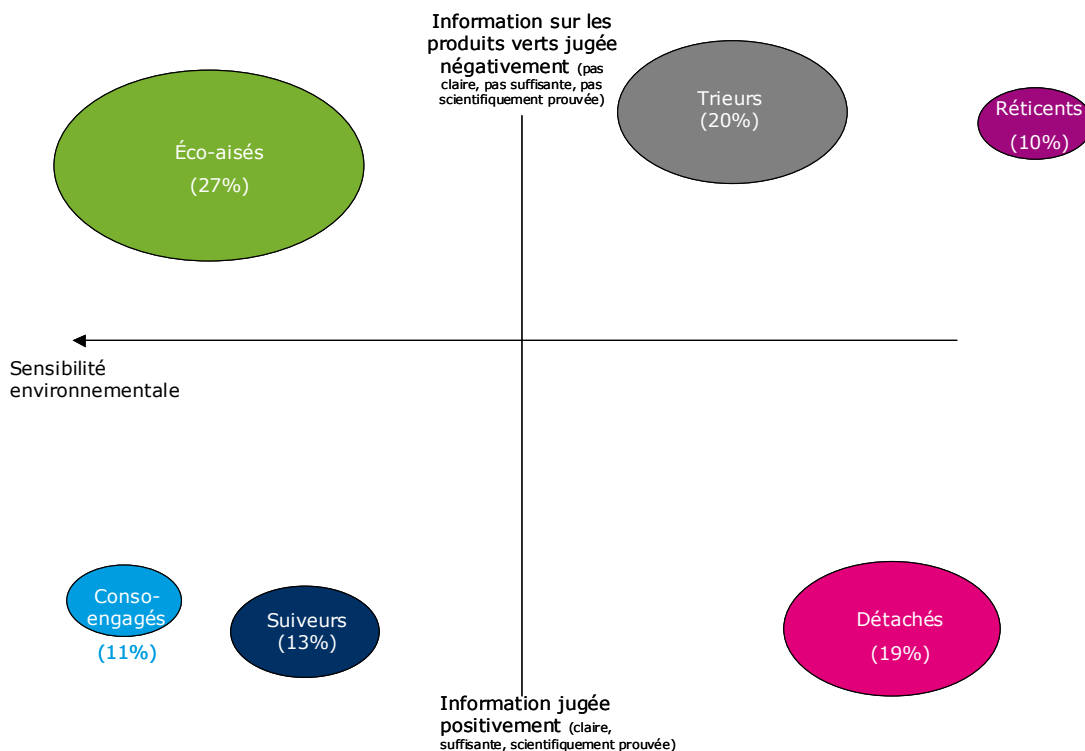 Information sur les
produits verts jugée
négativement (pas
claire, pas suffisante, pas
scientifiquement prouvée)
Trieurs
(20%)
Réticents
(10%)
Éco-aisés
(27%)
Sensibilité
environnementale
Conso-
engagés
(11%)
Suiveurs
(13%)
Détachés
(19%)
Information jugée
positivement (claire,
suffisante, scientifiquement prouvée)